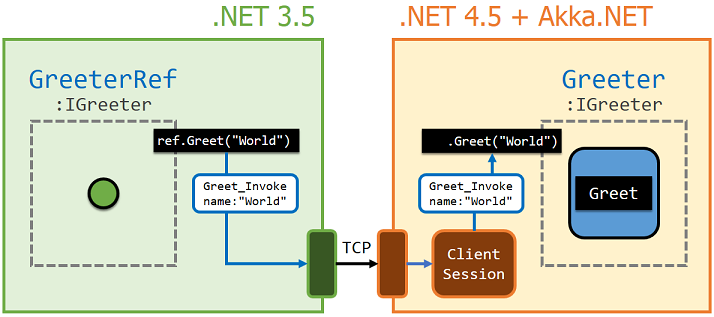 .NET 3.5
.NET 4.5 + Akka.NET
GreeterRef
:IGreeter
ref.Greet("World")
Greet_Invoke
name:"World"
TCP
Greeter
:IGreeter
.Greet("World")
Greet_Invoke
name:"World"
Greet
Client
Session